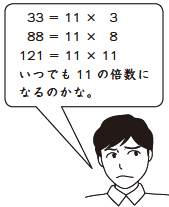 33 = 11 × 3
88 = 11 × 8
121 = 11 × 11
いつでも 11 の倍数に
なるのかな。